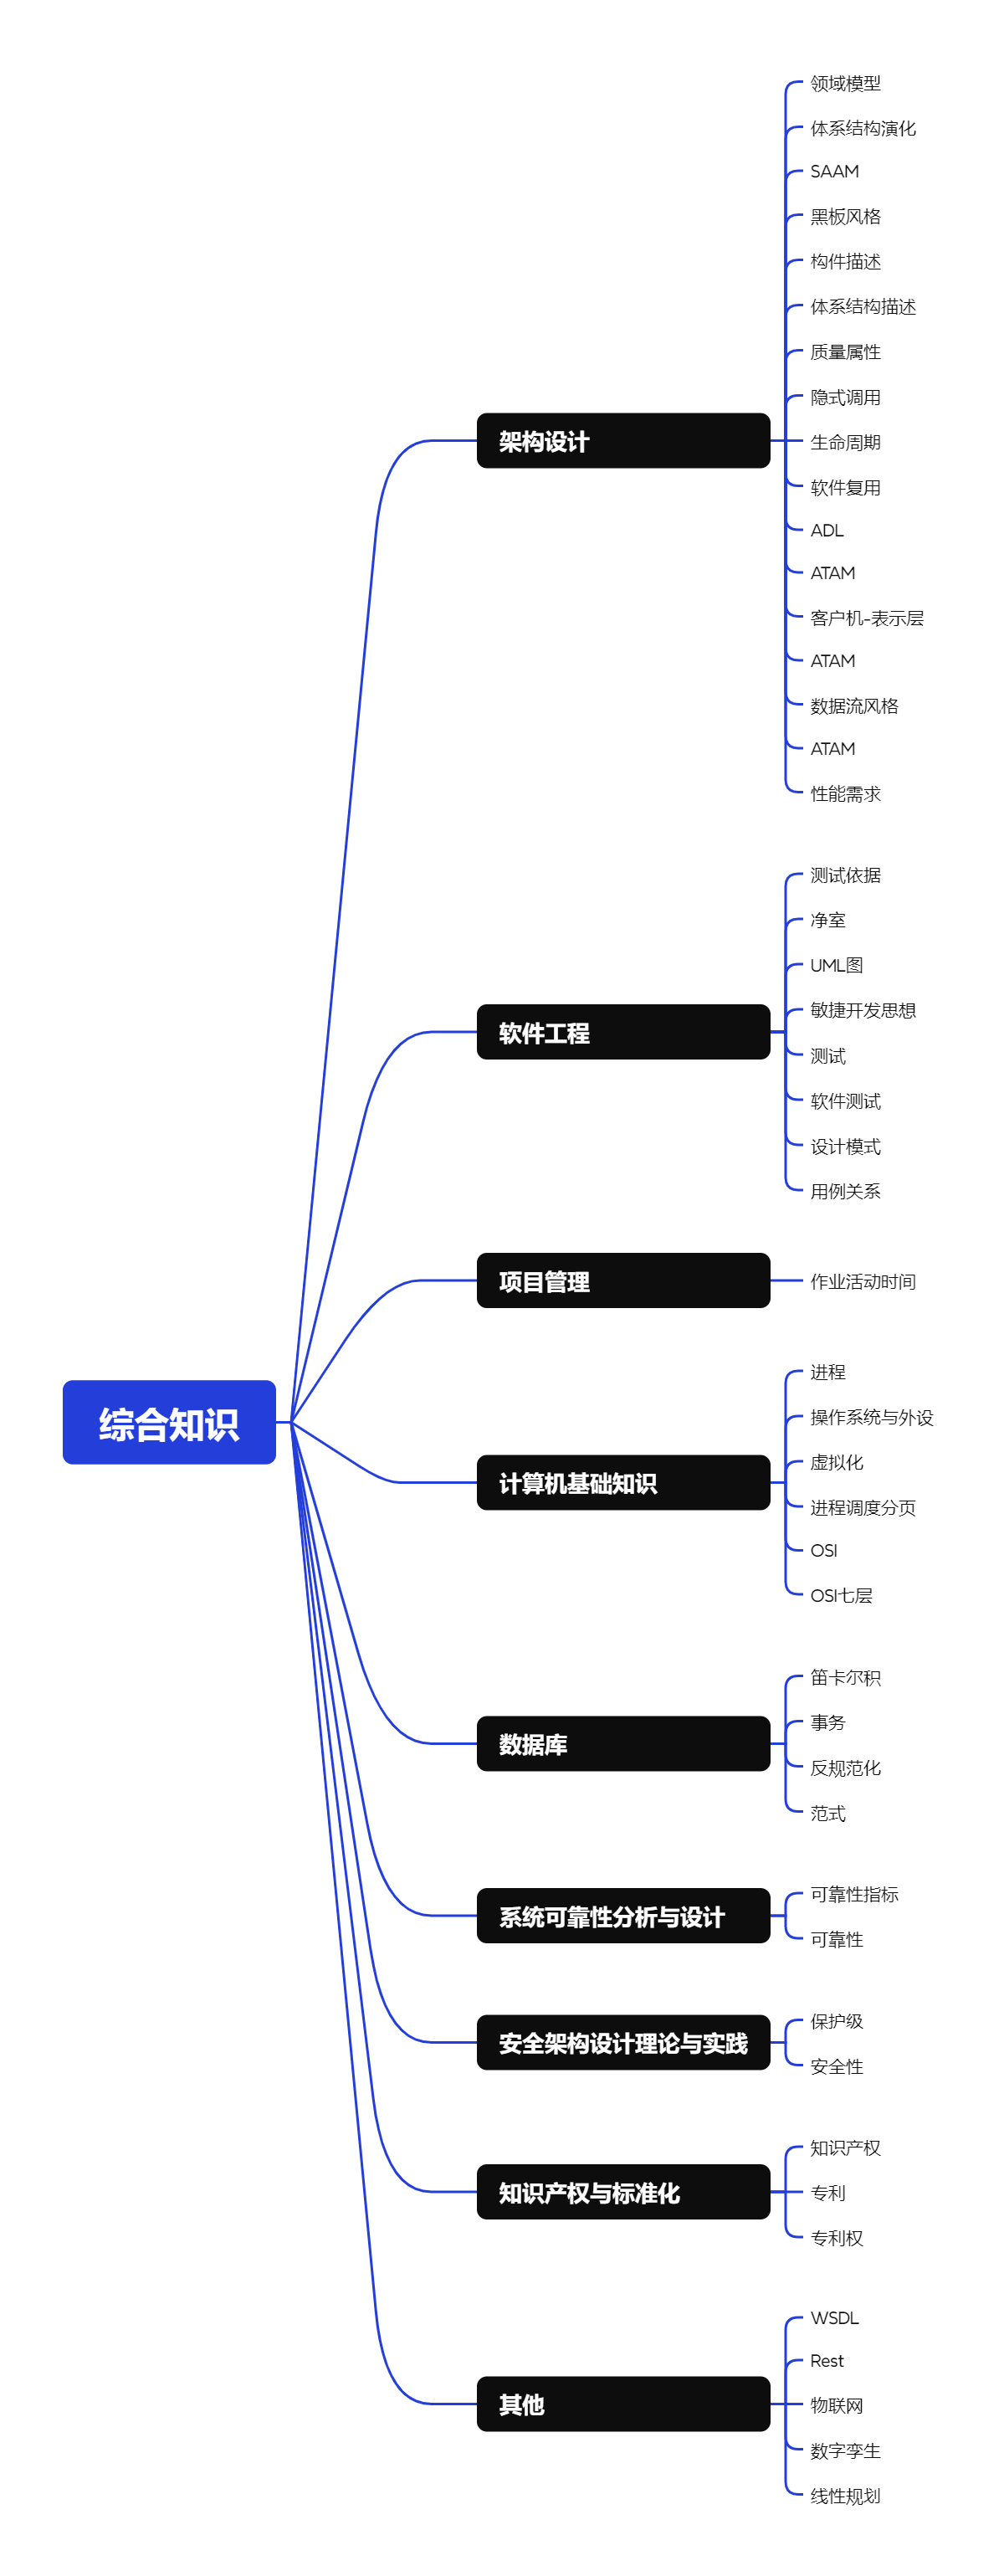 综合知识
架构设计
领域模型
体系结构演化
SAAM
黑板风格
构件描述
体系结构描述
质量属性
隐式调用
生命周期
软件复用
ADL
ATAM
客户机-表示层
ATAM
数据流风格
ATAM
性能需求
软件工程
测试依据
净室
UML图
敏捷开发思想
测试
软件测试
设计模式
用例关系
项目管理
作业活动时间
计算机基础知识
进程
操作系统与外设
虚拟化
进程调度分页
OSI
OSI七层
数据库
笛卡尔积
事务
反规范化
范式
系统可靠性分析与设计
可靠性指标
可靠性
安全架构设计理论与实践
保护级
安全性
知识产权与标准化
知识产权
专利
专利权
其他
WSDL
Rest
物联网
数字孪生
线性规划